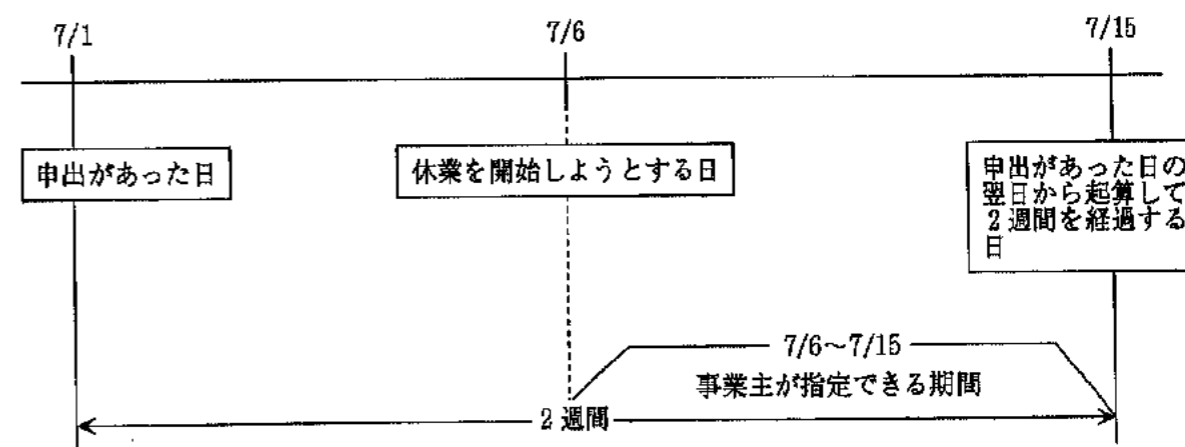 7/1
7/6
7/15
申出があった日
休業を開始しようとする日
申出があった日の
翌日から起算して
2週間を経過する
日
7/6～7/15
事業主が指定できる期間
2週間